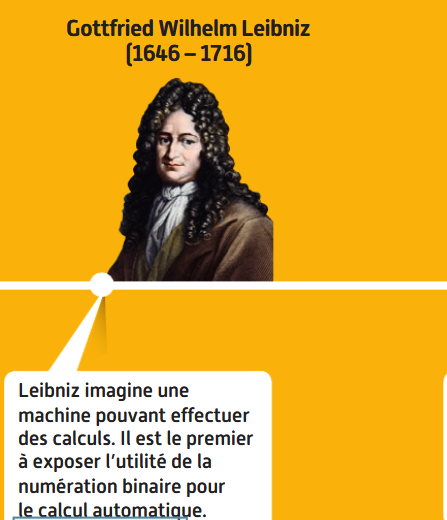 Gottfried Wilhelm Leibniz
(1646 – 1716)
Leibniz imagine une
machine pouvant effectuer
des calculs. Il est le premier
à exposer l'utilité de la
numération binaire pour
le calcul automatique.